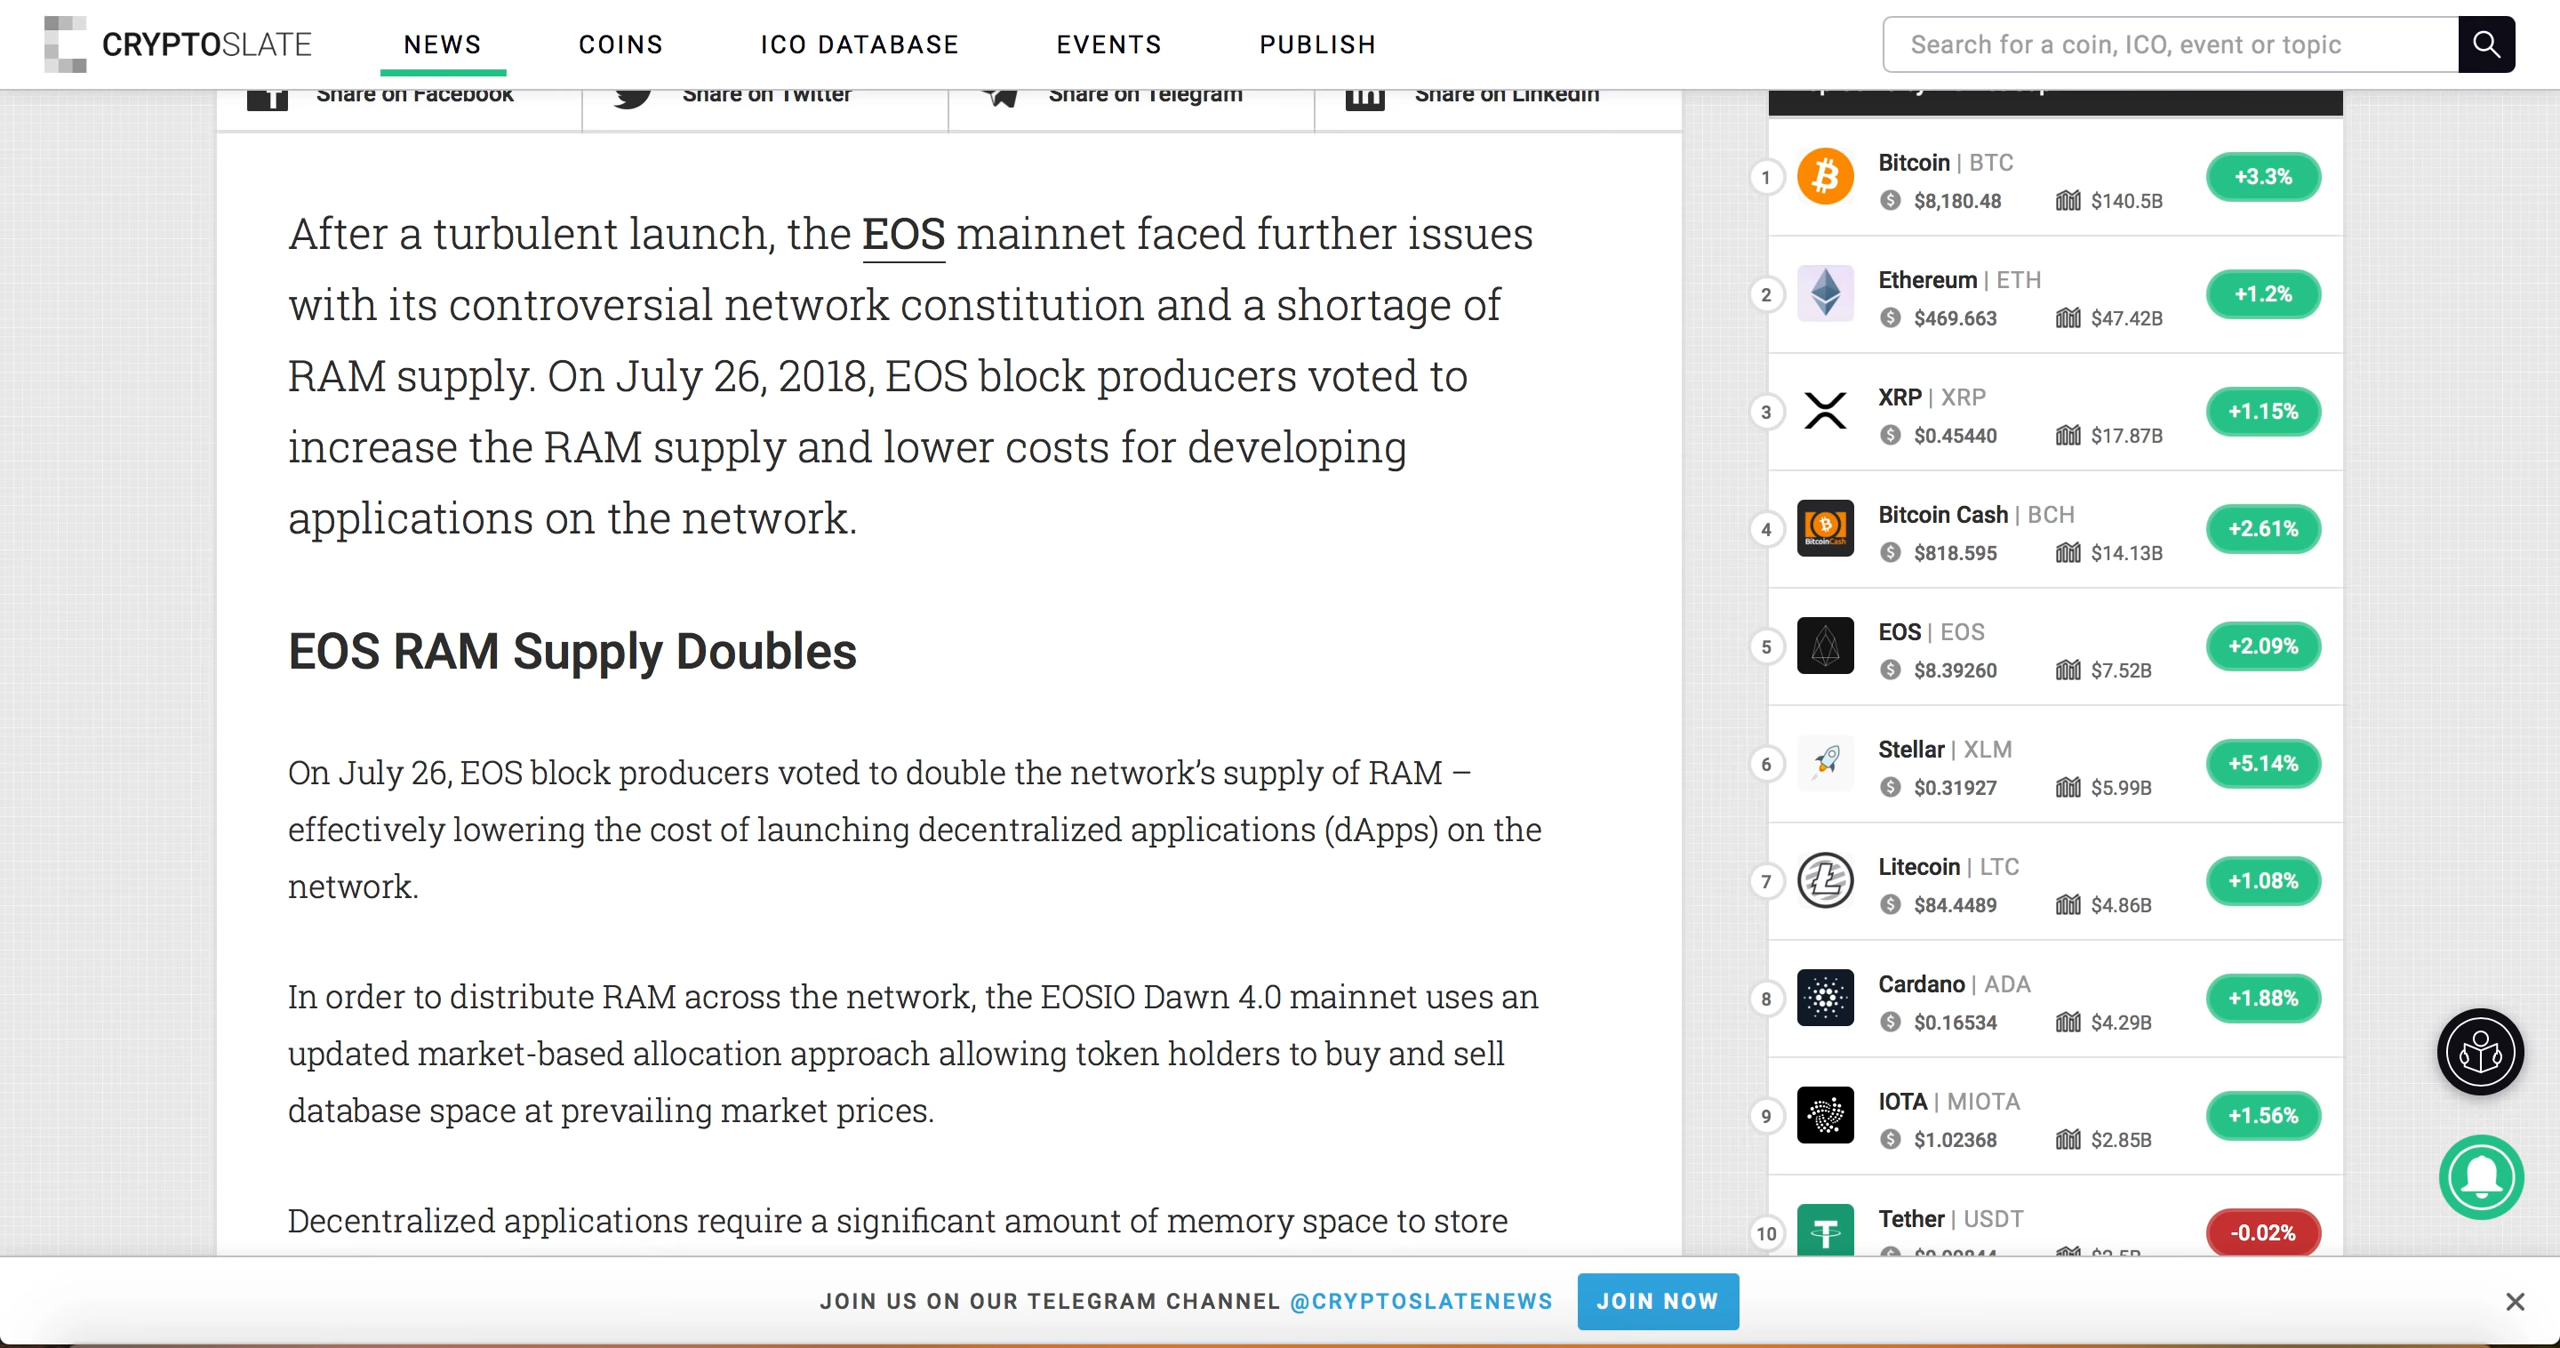 CRYPTOSLATE
NEWS
COINS
ICO DATABASE
EVENTS
PUBLISH
Search for a coin, ICO, event or topic
Share on Facebook
Share on Twitter
Share on Telegram
Share on LinkedIn
After a turbulent launch, the EOS mainnet faced further issues
with its controversial network constitution and a shortage of
RAM supply. On July 26, 2018, EOS block producers voted to
increase the RAM supply and lower costs for developing
applications on the network.
EOS RAM Supply Doubles
On July 26, EOS block producers voted to double the network’s supply of RAM –
effectively lowering the cost of launching decentralized applications (dApps) on the
network.
In order to distribute RAM across the network, the EOSIO Dawn 4.0 mainnet uses an
updated market-based allocation approach allowing token holders to buy and sell
database space at prevailing market prices.
Decentralized applications require a significant amount of memory space to store
1 Bitcoin | BTC +3.3%
$8,180.48 $140.5B
2 Ethereum | ETH +1.2%
$469.663 $47.42B
3 XRP | XRP +1.15%
$0.45440 $17.87B
4 Bitcoin Cash | BCH +2.61%
BitcoinCash
$818.595 $14.13B
5 EOS | EOS +2.09%
$8.39260 $7.52B
6 Stellar | XLM +5.14%
$0.31927 $5.99B
7 Litecoin | LTC +1.08%
$84.4489 $4.86B
8 Cardano | ADA +1.88%
$0.16534 $4.29B
9 IOTA | MIOTA +1.56%
$1.02368 $2.85B
10 Tether | USDT -0.02%
JOIN US ON OUR TELEGRAM CHANNEL @CRYPTOSLATENEWS
JOIN NOW